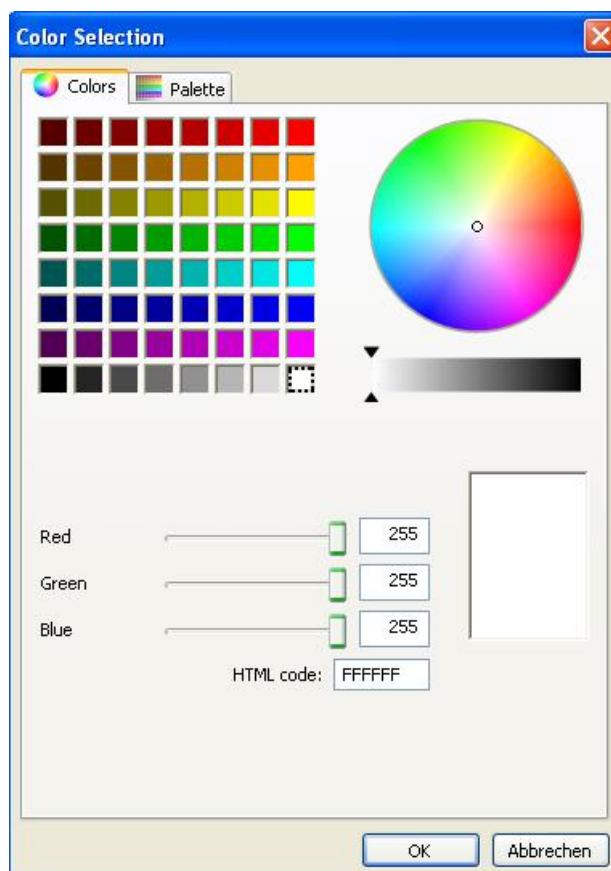 Color Selection
Colors
Palette
Red 255
Green 255
Blue 255
HTML code: FFFFFF
OK
Abbrechen